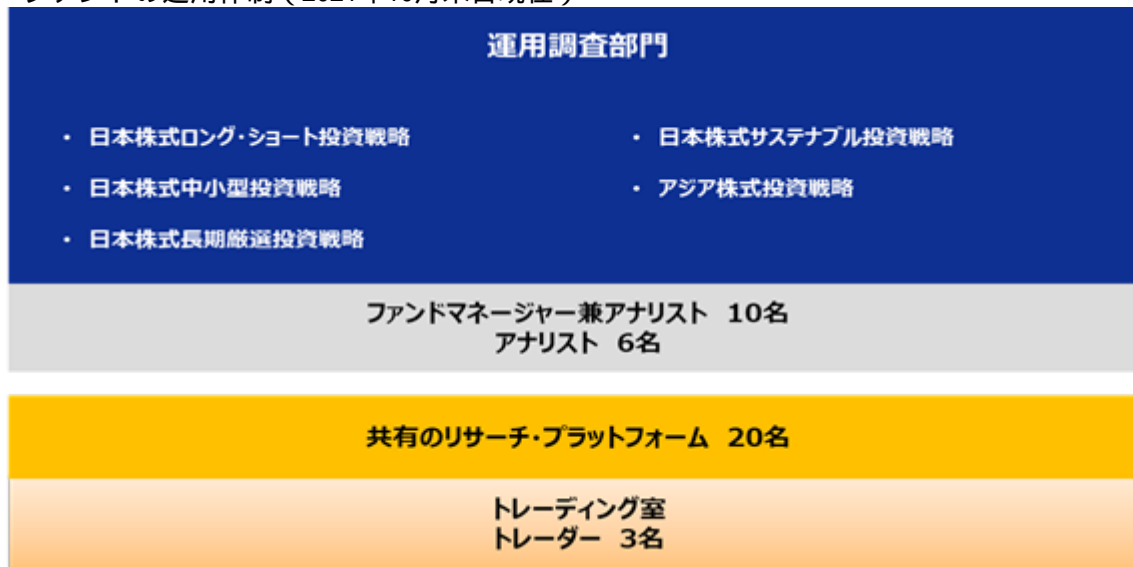 運用調査部門
・ 日本株式ロング・ショート投資戦略
・ 日本株式サステナブル投資戦略
・ 日本株式中小型投資戦略
・ アジア株式投資戦略
・ 日本株式長期厳選投資戦略
ファンドマネージャー兼アナリスト 10名
アナリスト 6名
共有のリサーチ・プラットフォーム 20名
トレーディング室
トレーダー 3名